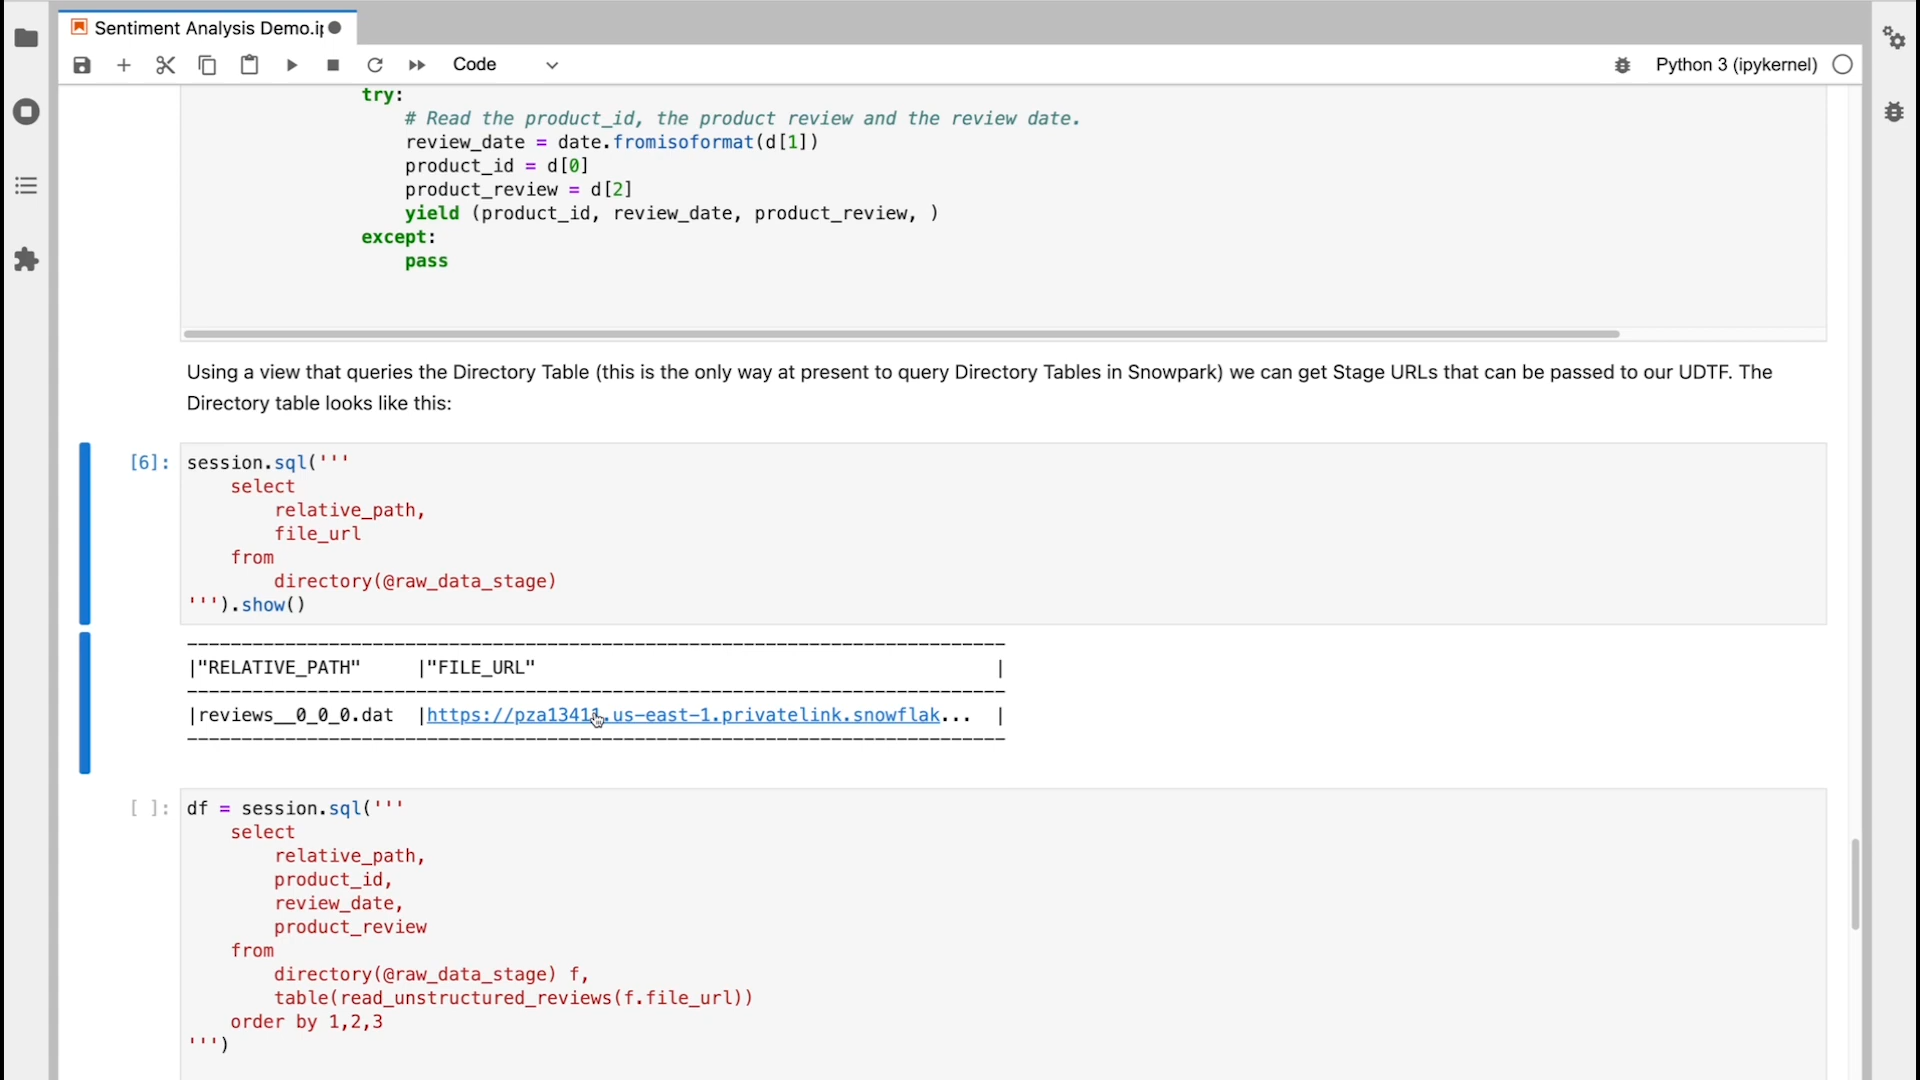 Sentiment Analysis Demo.ip
Code
Python 3 (ipykernel)
try:
# Read the product_id, the product review and the review date.
review_date = date.fromisoformat(d[1])
product_id = d[0]
product_review = d[2]
yield (product_id, review_date, product_review, )
except:
pass
Using a view that queries the Directory Table (this is the only way at present to query Directory Tables in Snowpark) we can get Stage URLs that can be passed to our UDTF. The
Directory table looks like this:
[6]: session.sql('''
select
relative_path,
file_url
from
directory(@raw_data_stage)
''').show()
---------------------------------------------------------------------------
|"RELATIVE_PATH" |"FILE_URL" |
---------------------------------------------------------------------------
|reviews__0_0_0.dat |https://pza13411.us-east-1.privatelink.snowflak... |
---------------------------------------------------------------------------
[ ]: df = session.sql('''
select
relative_path,
product_id,
review_date,
product_review
from
directory(@raw_data_stage) f,
table(read_unstructured_reviews(f.file_url))
order by 1,2,3
''')